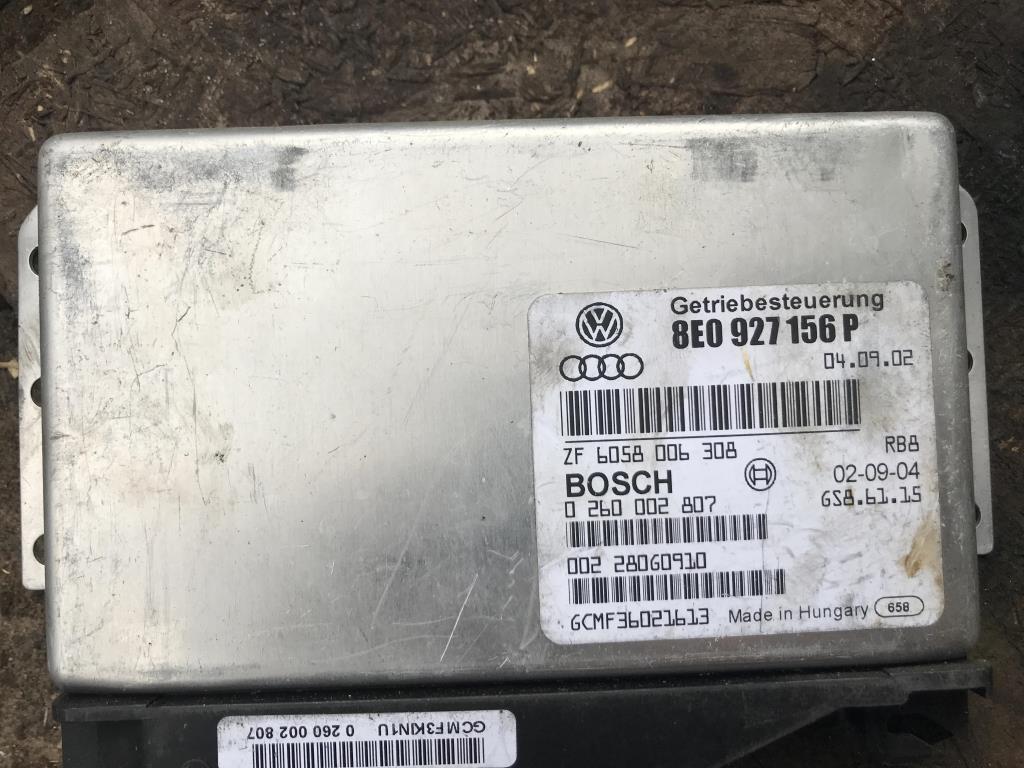 Getriebesteuerung
8E0 927 156 P
04.09.02
ZF 6058 006 308
RB8
BOSCH
02-09-04
0 260 002 807
GS8.61.15
002 28060910
GCMF36021613
Made in Hungary 658
GCMF3KIN1U 0 260 002 807